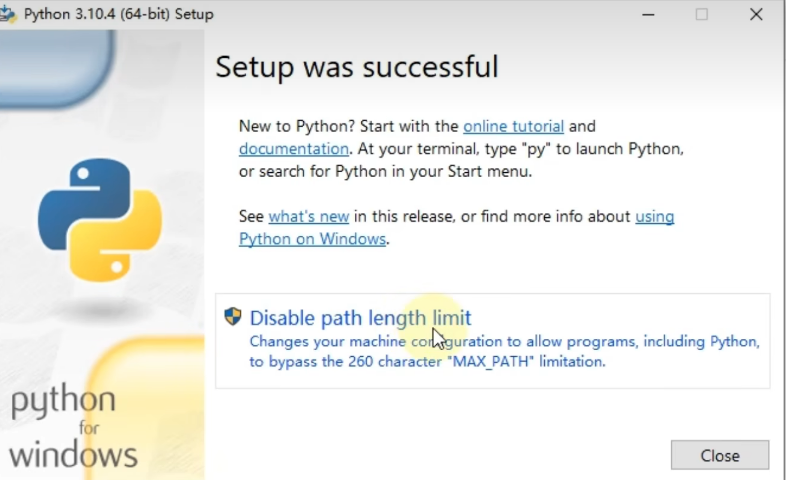 Python 3.10.4 (64-bit) Setup
Setup was successful
New to Python? Start with the online tutorial and
documentation. At your terminal, type "py" to launch Python,
or search for Python in your Start menu.
See what's new in this release, or find more info about using
Python on Windows.
Disable path length limit
Changes your machine configuration to allow programs, including Python,
to bypass the 260 character "MAX_PATH" limitation.
python
for
windows
Close